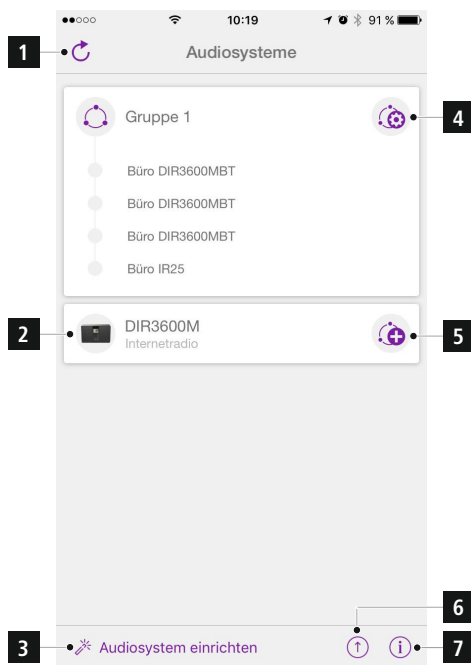 10:19
91 %
1
Audiosysteme
Gruppe 1
4
Büro DIR3600MBT
Büro DIR3600MBT
Büro DIR3600MBT
Büro IR25
2
DIR3600M
Internetradio
5
6
3
Audiosystem einrichten
7